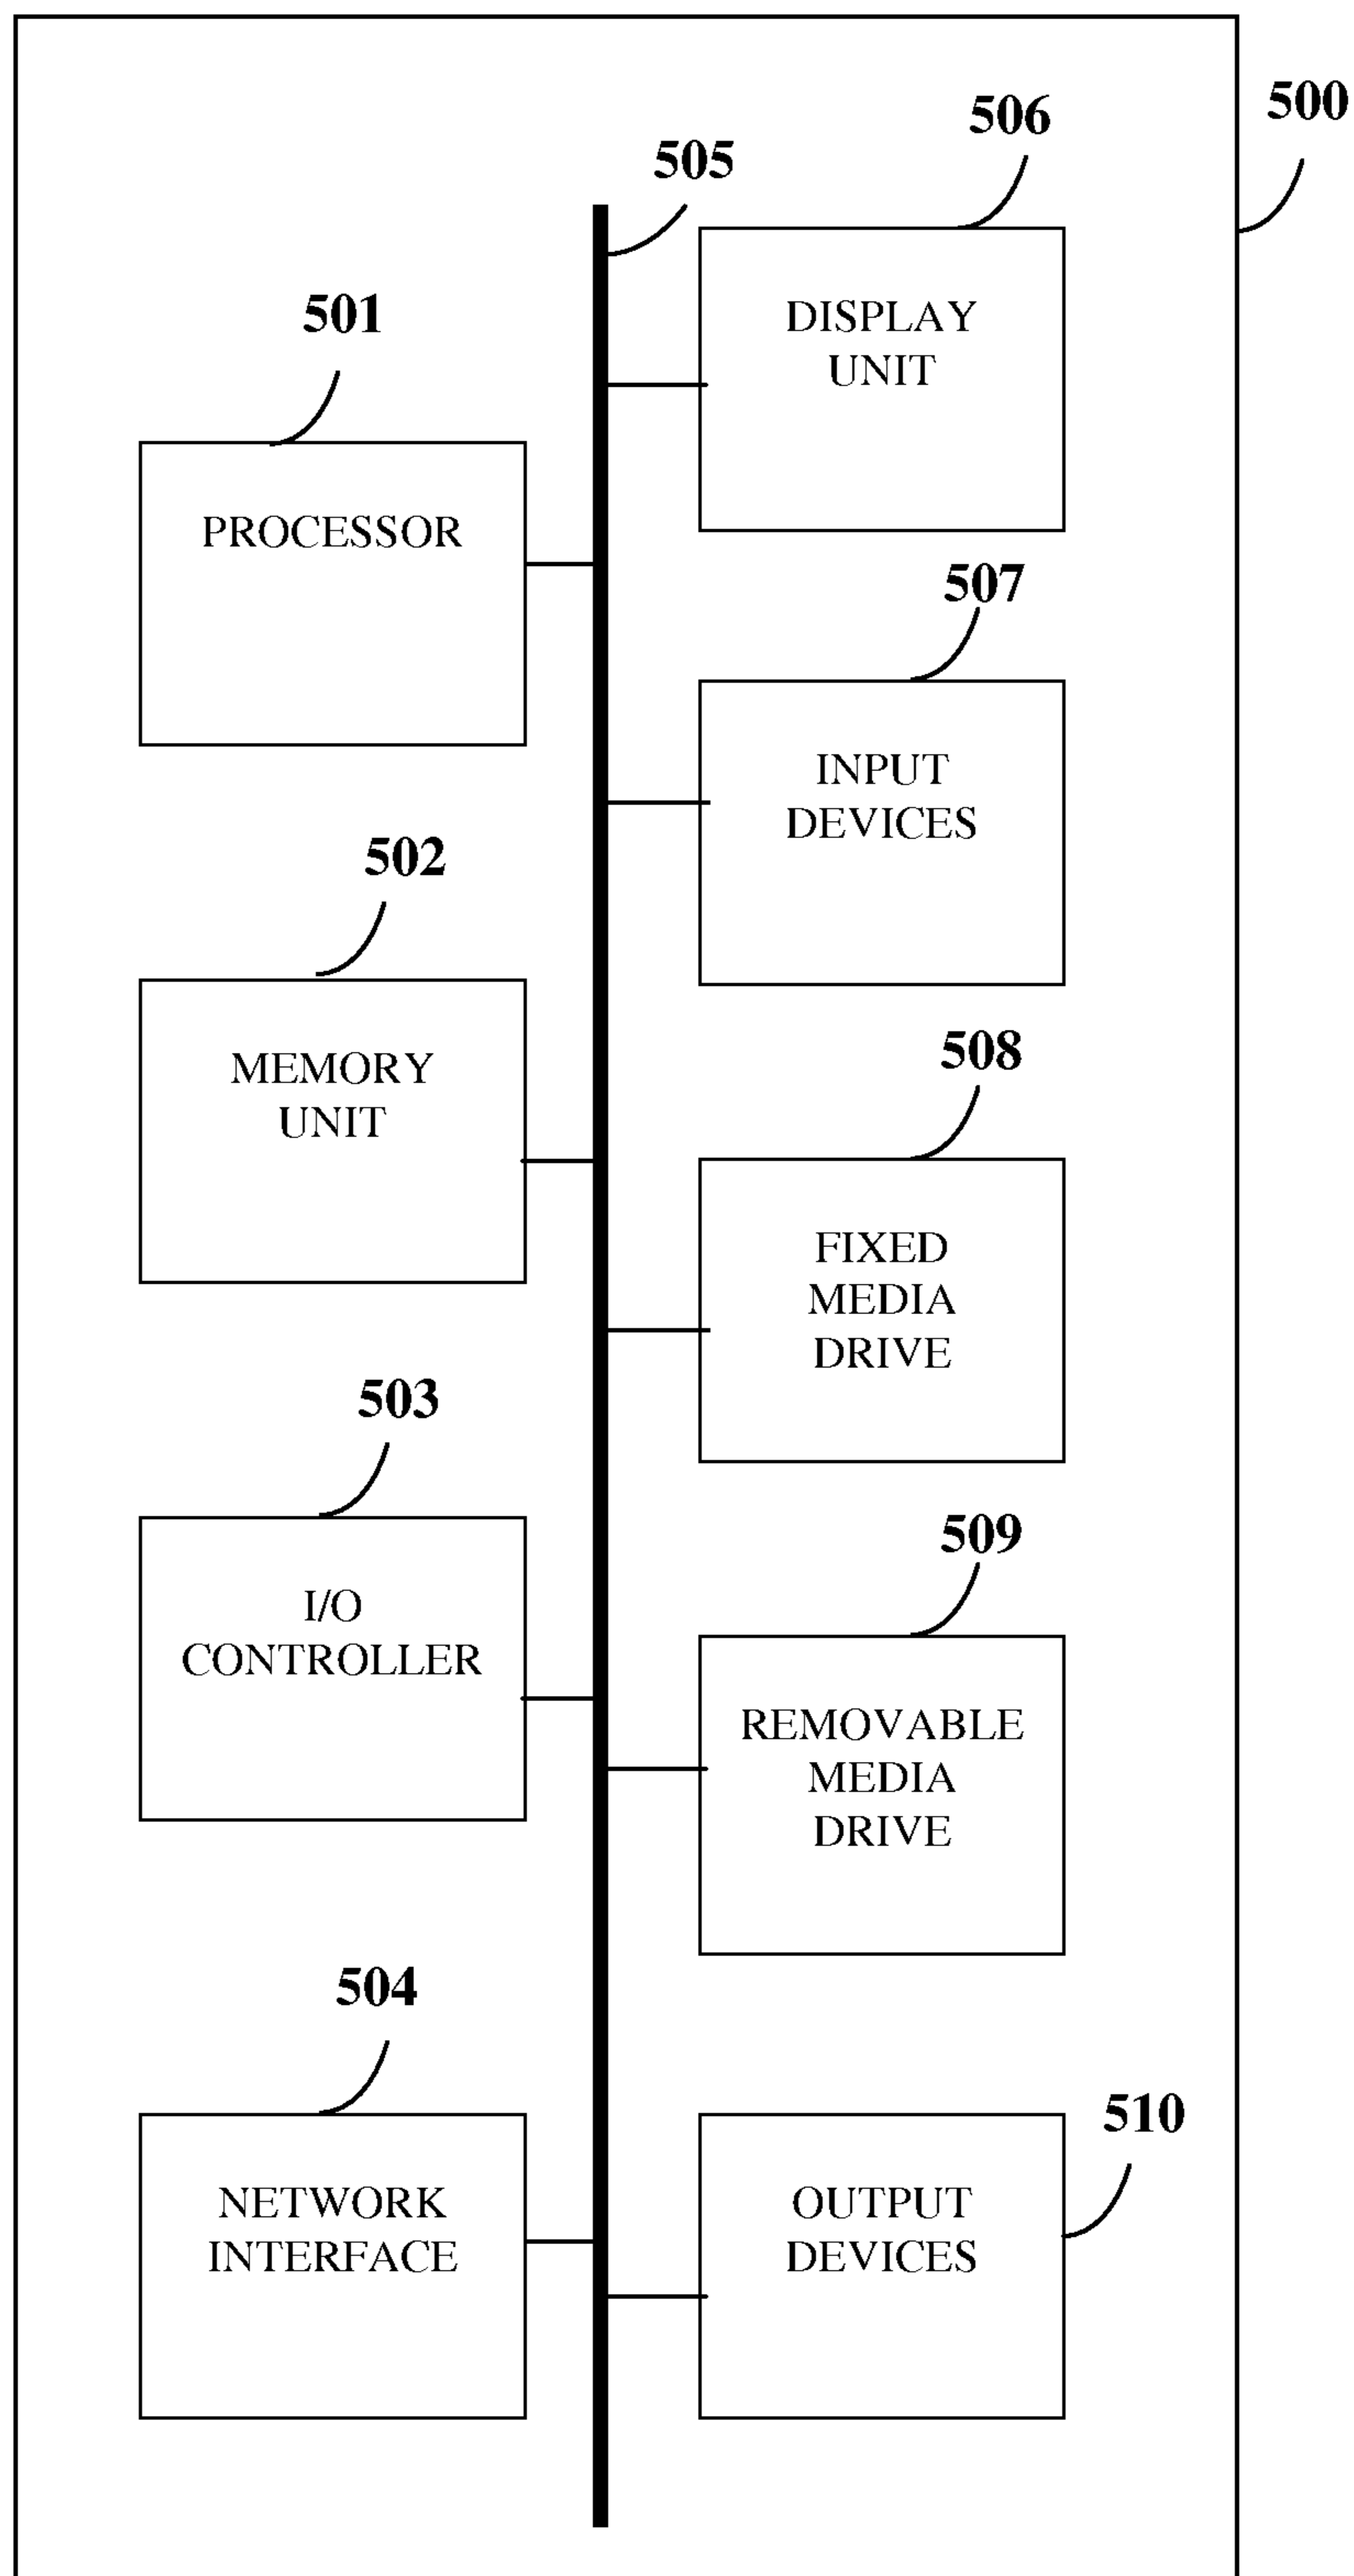 500
506
505
DISPLAY
UNIT
501
PROCESSOR
507
INPUT
DEVICES
502
MEMORY
UNIT
508
FIXED
MEDIA
DRIVE
503
I/O
CONTROLLER
509
REMOVABLE
MEDIA
DRIVE
504
NETWORK
INTERFACE
510
OUTPUT
DEVICES